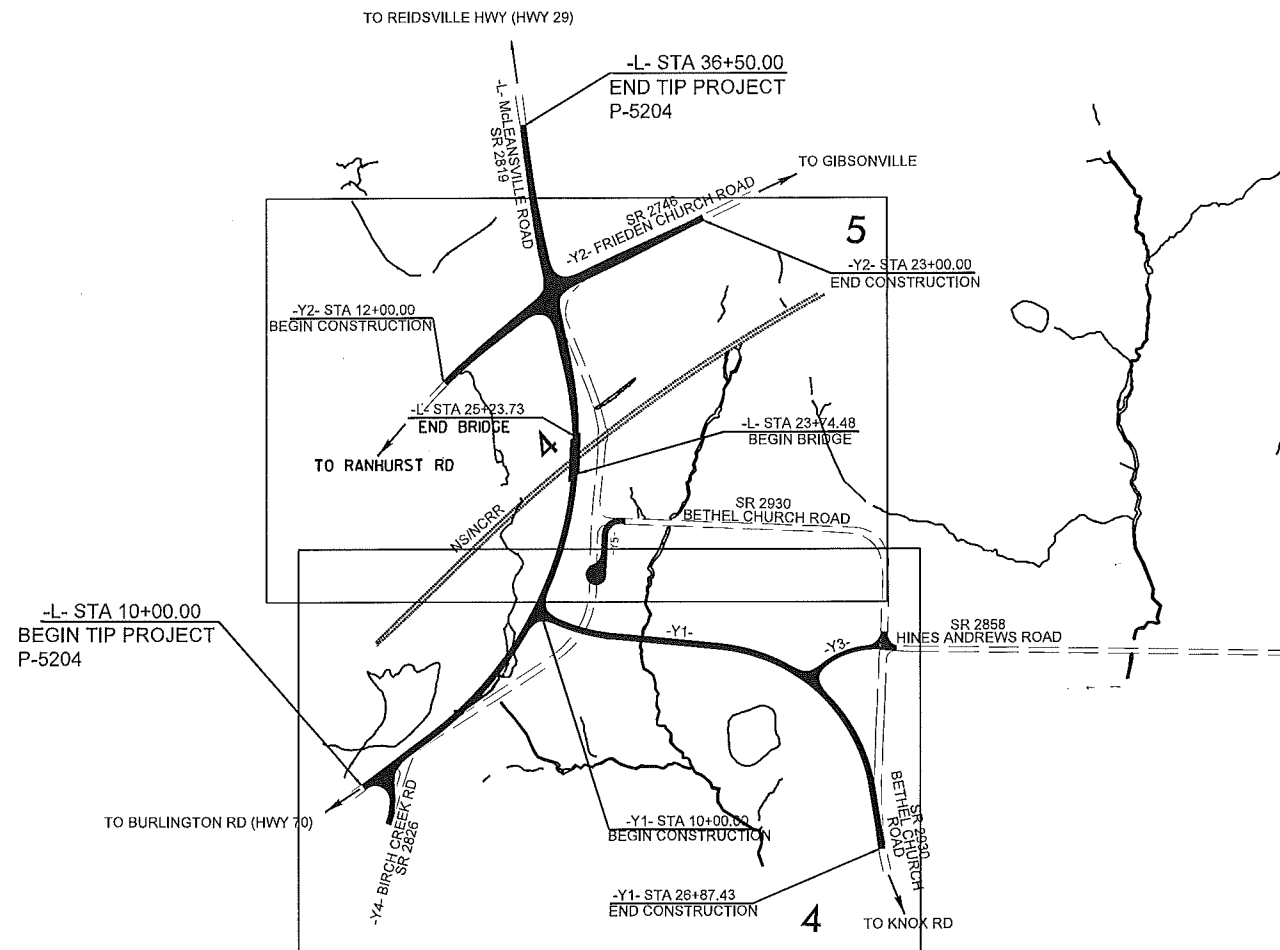 TO REIDSVILLE HWY (HWY 29)
-L- STA 36+50.00
END TIP PROJECT
P-5204
-L- McLEANSVILLE ROAD
SR 2819
TO GIBSONVILLE
SR 2746
-Y2- FRIEDEN CHURCH ROAD
5
-Y2- STA 23+00.00
END CONSTRUCTION
-Y2- STA 12+00.00
BEGIN CONSTRUCTION
-L- STA 25+23.73
END BRIDGE
-L- STA 23+74.48
BEGIN BRIDGE
4
TO RANHURST RD
NS/NCRR
SR 2930
BETHEL CHURCH ROAD
-Y5-
-L- STA 10+00.00
BEGIN TIP PROJECT
P-5204
-Y1-
-Y3-
SR 2858
HINES ANDREWS ROAD
TO BURLINGTON RD (HWY 70)
-Y4- BIRCH CREEK RD
SR 2826
-Y1- STA 10+00.00
BEGIN CONSTRUCTION
SR 2930
BETHEL CHURCH
ROAD
-Y1- STA 26+87.43
END CONSTRUCTION
4
TO KNOX RD